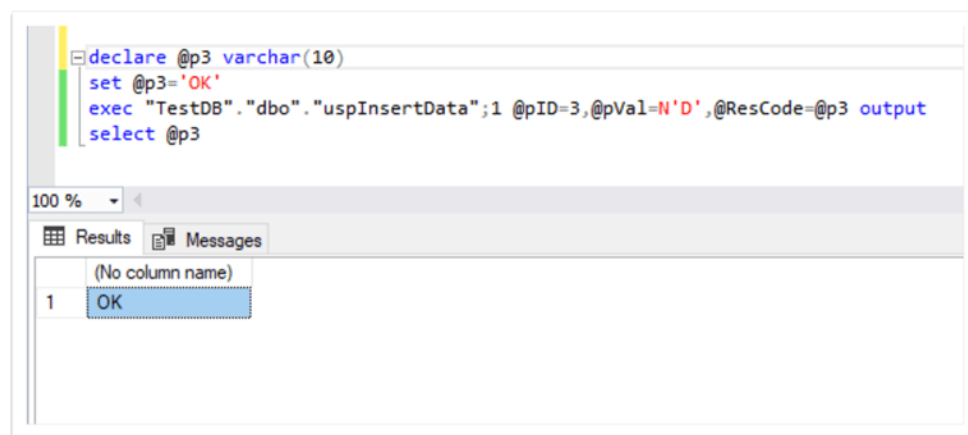 declare @p3 varchar(10)
set @p3='OK'
exec "TestDB"."dbo"."uspInsertData";1 @pID=3,@pVal=N'D',@ResCode=@p3 output
select @p3
100 %
Results Messages
(No column name)
1 OK